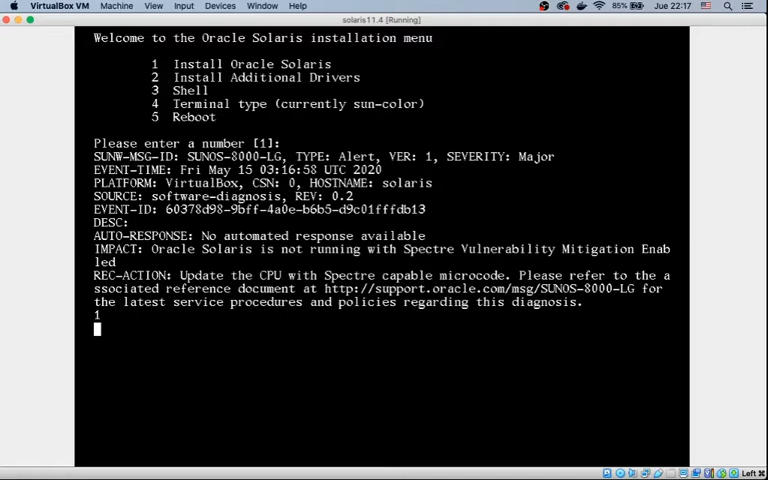 VirtualBox VM Machine View Input Devices Window Help 85% Jue 22:17
solaris11.4 [Running]
Welcome to the Oracle Solaris installation menu
1 Install Oracle Solaris
2 Install Additional Drivers
3 Shell
4 Terminal type (currently sun-color)
5 Reboot
Please enter a number [1]:
SUNW-MSG-ID: SUNOS-8000-LG, TYPE: Alert, VER: 1, SEVERITY: Major
EVENT-TIME: Fri May 15 03:16:58 UTC 2020
PLATFORM: VirtualBox, CSN: 0, HOSTNAME: solaris
SOURCE: software-diagnosis, REV: 0.2
EVENT-ID: 60378d98-9bff-4a0e-b6b5-d9c01fffdb13
DESC:
AUTO-RESPONSE: No automated response available
IMPACT: Oracle Solaris is not running with Spectre Vulnerability Mitigation Enab
led
REC-ACTION: Update the CPU with Spectre capable microcode. Please refer to the a
ssociated reference document at http://support.oracle.com/msg/SUNOS-8000-LG for
the latest service procedures and policies regarding this diagnosis.
1
Left ⌘